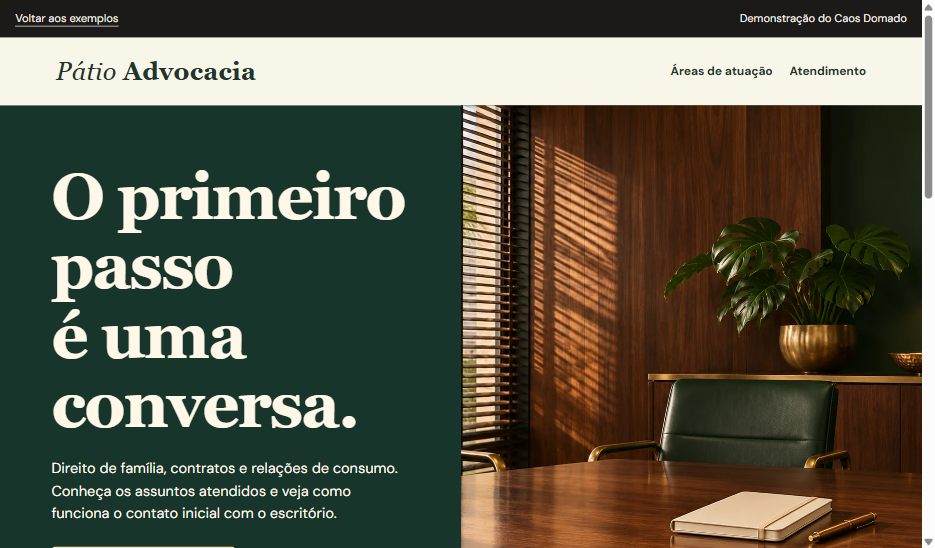 Voltar aos exemplos
Demonstração do Caos Domado
Pátio Advocacia
Áreas de atuação
Atendimento
O primeiro
passo
é uma
conversa.
Direito de família, contratos e relações de consumo.
Conheça os assuntos atendidos e veja como
funciona o contato inicial com o escritório.